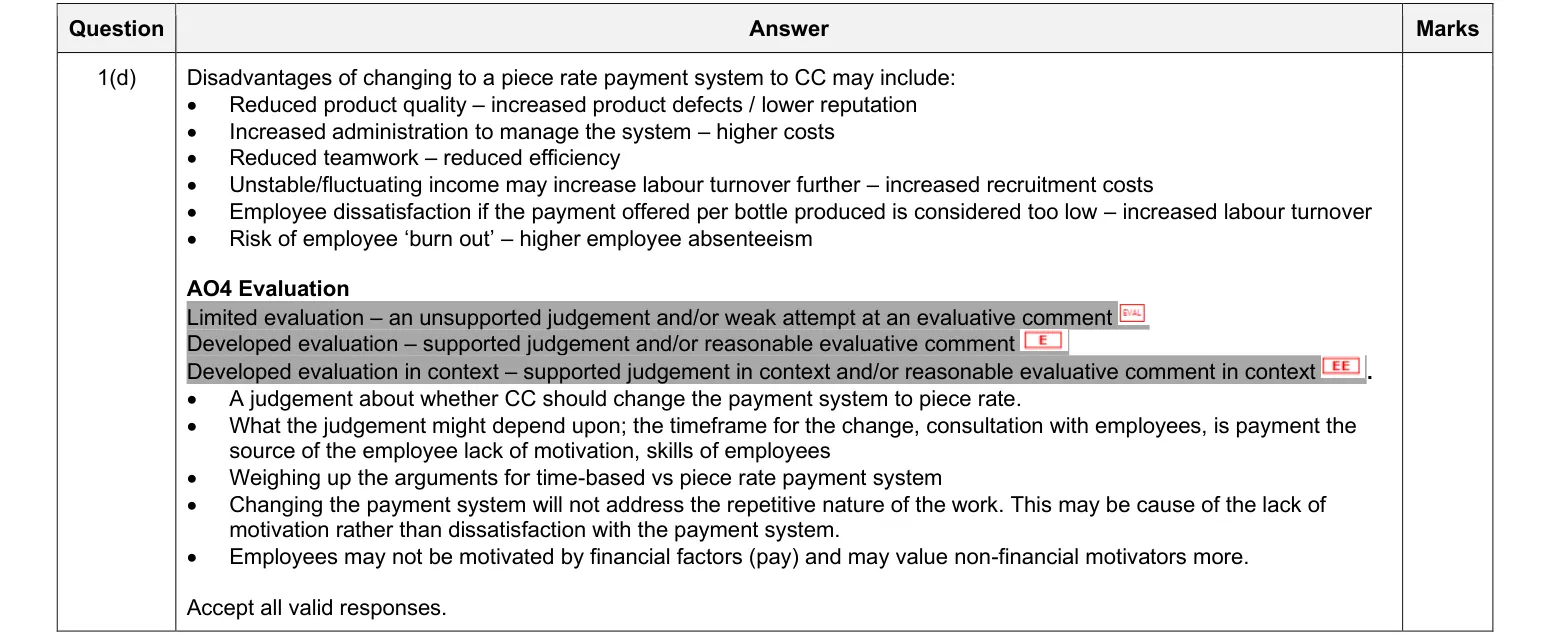 Question Answer Marks
1(d) Disadvantages of changing to a piece rate payment system to CC may include:
• Reduced product quality – increased product defects / lower reputation
• Increased administration to manage the system – higher costs
• Reduced teamwork – reduced efficiency
• Unstable/fluctuating income may increase labour turnover further – increased recruitment costs
• Employee dissatisfaction if the payment offered per bottle produced is considered too low – increased labour turnover
• Risk of employee ‘burn out’ – higher employee absenteeism
AO4 Evaluation
Limited evaluation – an unsupported judgement and/or weak attempt at an evaluative comment EVAL
Developed evaluation – supported judgement and/or reasonable evaluative comment E
Developed evaluation in context – supported judgement in context and/or reasonable evaluative comment in context EE .
• A judgement about whether CC should change the payment system to piece rate.
• What the judgement might depend upon; the timeframe for the change, consultation with employees, is payment the
source of the employee lack of motivation, skills of employees
• Weighing up the arguments for time-based vs piece rate payment system
• Changing the payment system will not address the repetitive nature of the work. This may be cause of the lack of
motivation rather than dissatisfaction with the payment system.
• Employees may not be motivated by financial factors (pay) and may value non-financial motivators more.
Accept all valid responses.